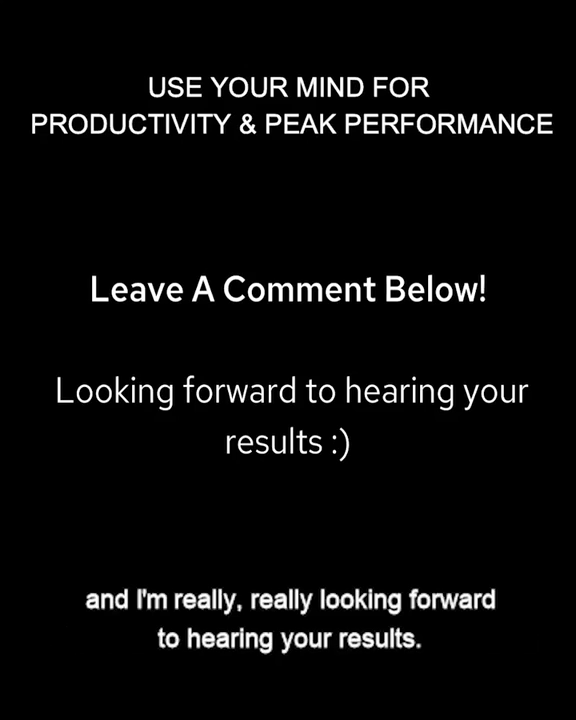 USE YOUR MIND FOR
PRODUCTIVITY & PEAK PERFORMANCE
Leave A Comment Below!
Looking forward to hearing your
results :)
and I'm really, really looking forward
to hearing your results.